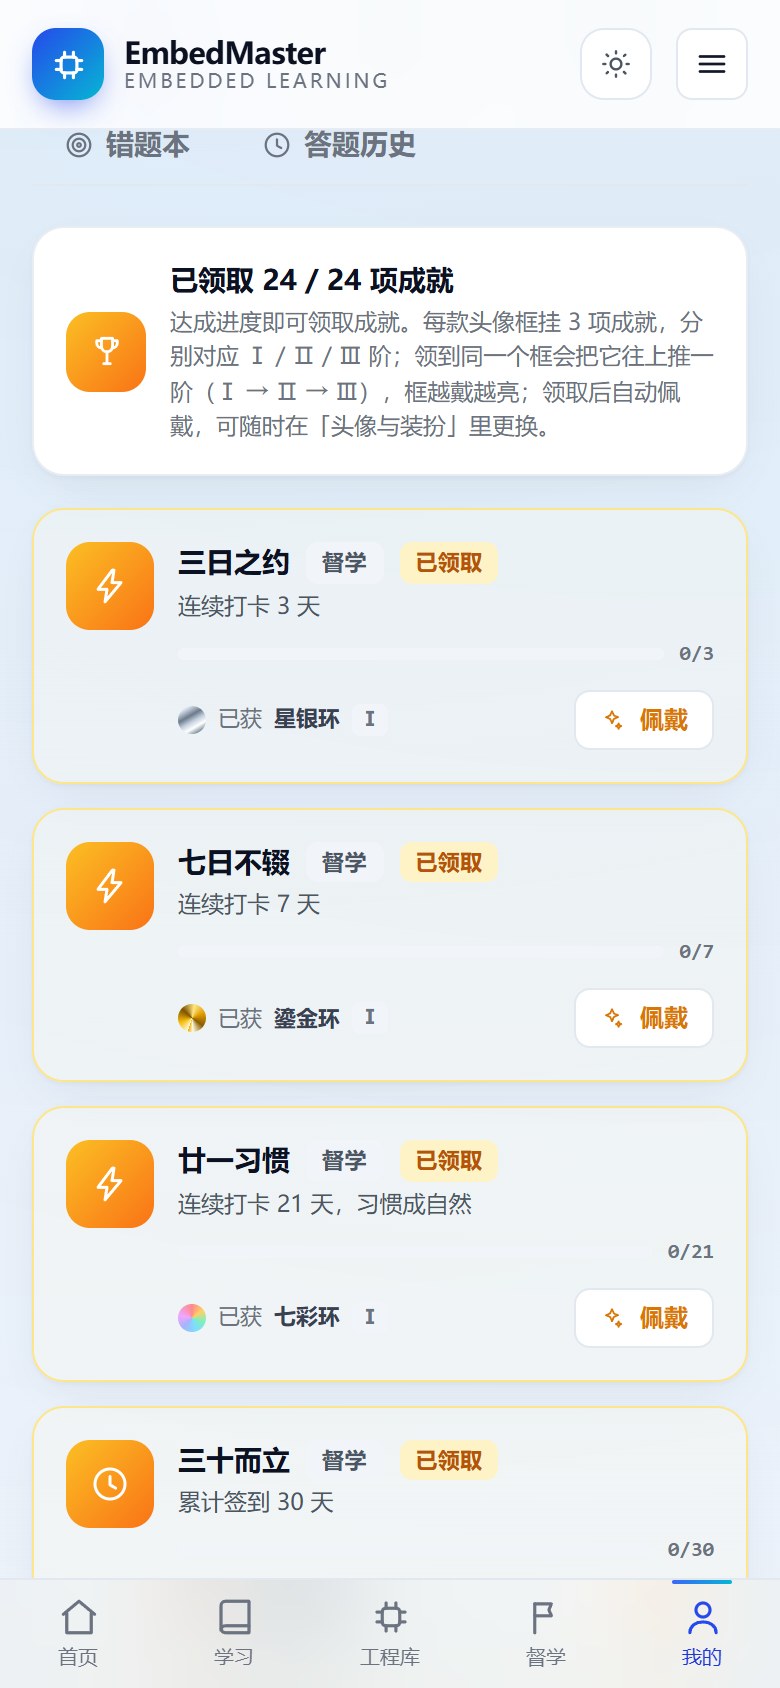 EmbedMaster
EMBEDDED LEARNING
错题本
答题历史
已领取 24 / 24 项成就
达成进度即可领取成就。每款头像框挂 3 项成就，分
别对应 Ⅰ / Ⅱ / Ⅲ 阶；领到同一个框会把它往上推一
阶（Ⅰ → Ⅱ → Ⅲ），框越戴越亮；领取后自动佩
戴，可随时在「头像与装扮」里更换。
三日之约 督学 已领取
连续打卡 3 天
0/3
已获 星银环 Ⅰ
佩戴
七日不辍 督学 已领取
连续打卡 7 天
0/7
已获 鎏金环 Ⅰ
佩戴
廿一习惯 督学 已领取
连续打卡 21 天，习惯成自然
0/21
已获 七彩环 Ⅰ
佩戴
三十而立 督学 已领取
累计签到 30 天
0/30
首页
学习
工程库
督学
我的